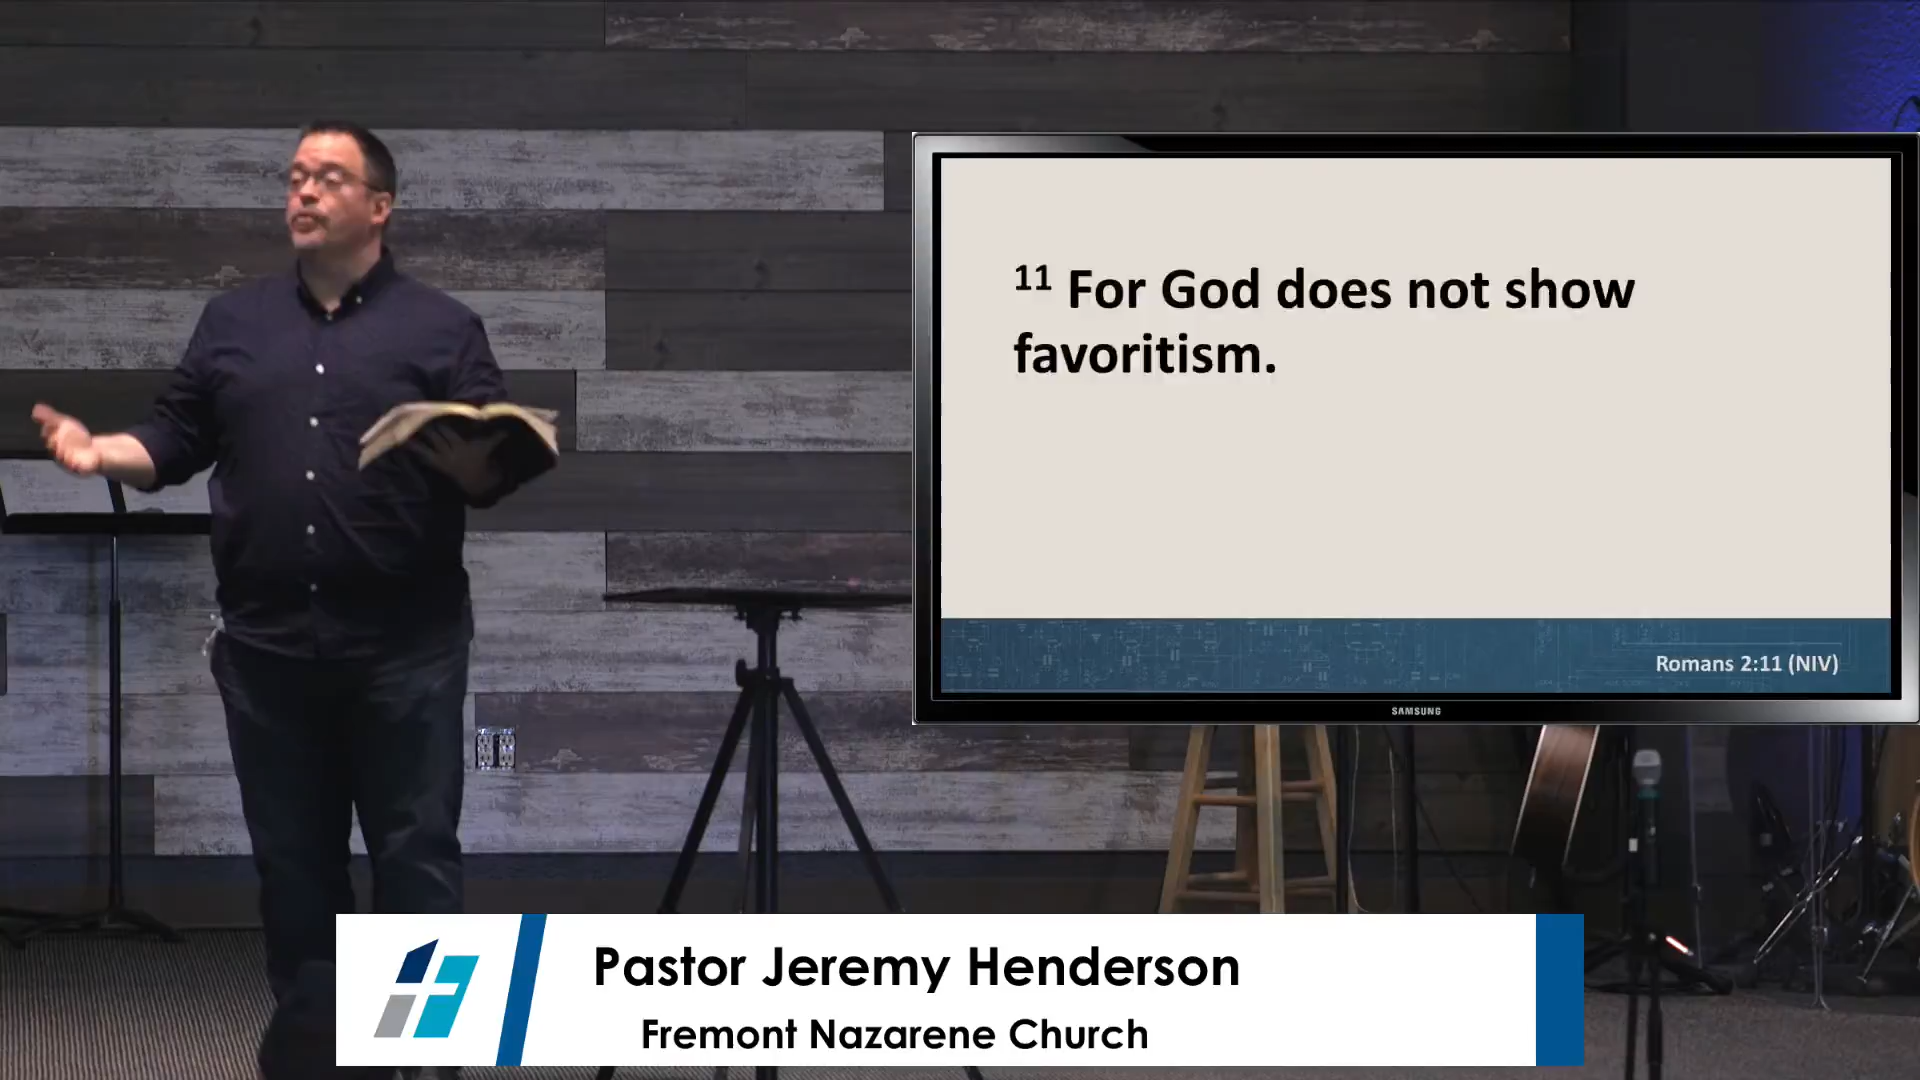 11 For God does not show
favoritism.
Romans 2:11 (NIV)
SAMSUNG
Pastor Jeremy Henderson
Fremont Nazarene Church